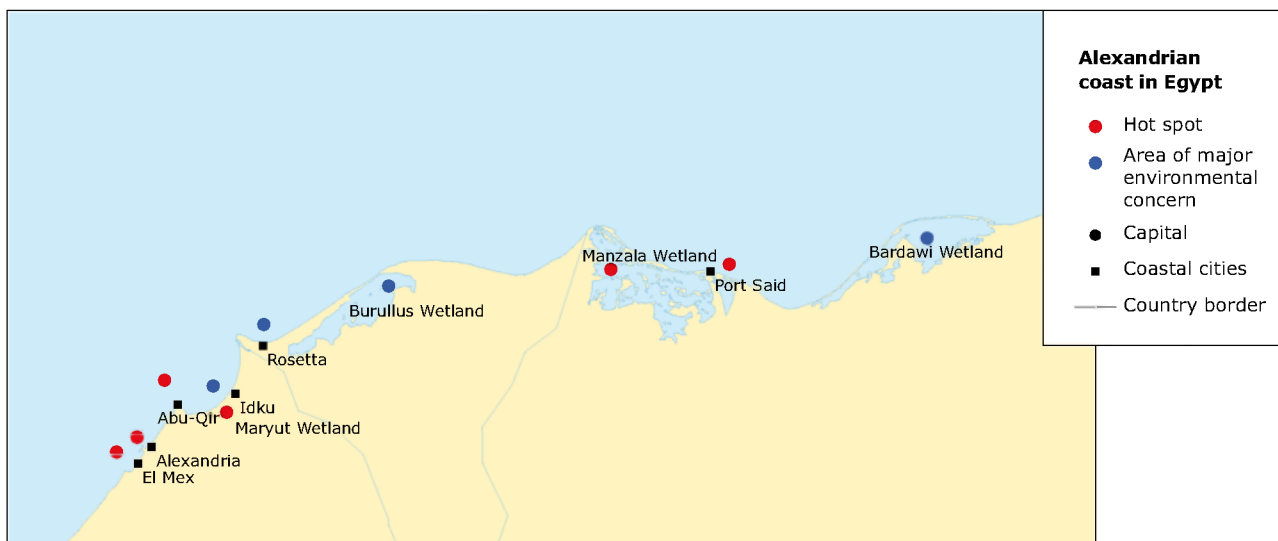 Alexandrian
coast in Egypt
Hot spot
Area of major
environmental
concern
Capital
Coastal cities
Country border
Manzala Wetland
Bardawi Wetland
Port Said
Burullus Wetland
Rosetta
Idku
Abu-Qir
Maryut Wetland
Alexandria
El Mex